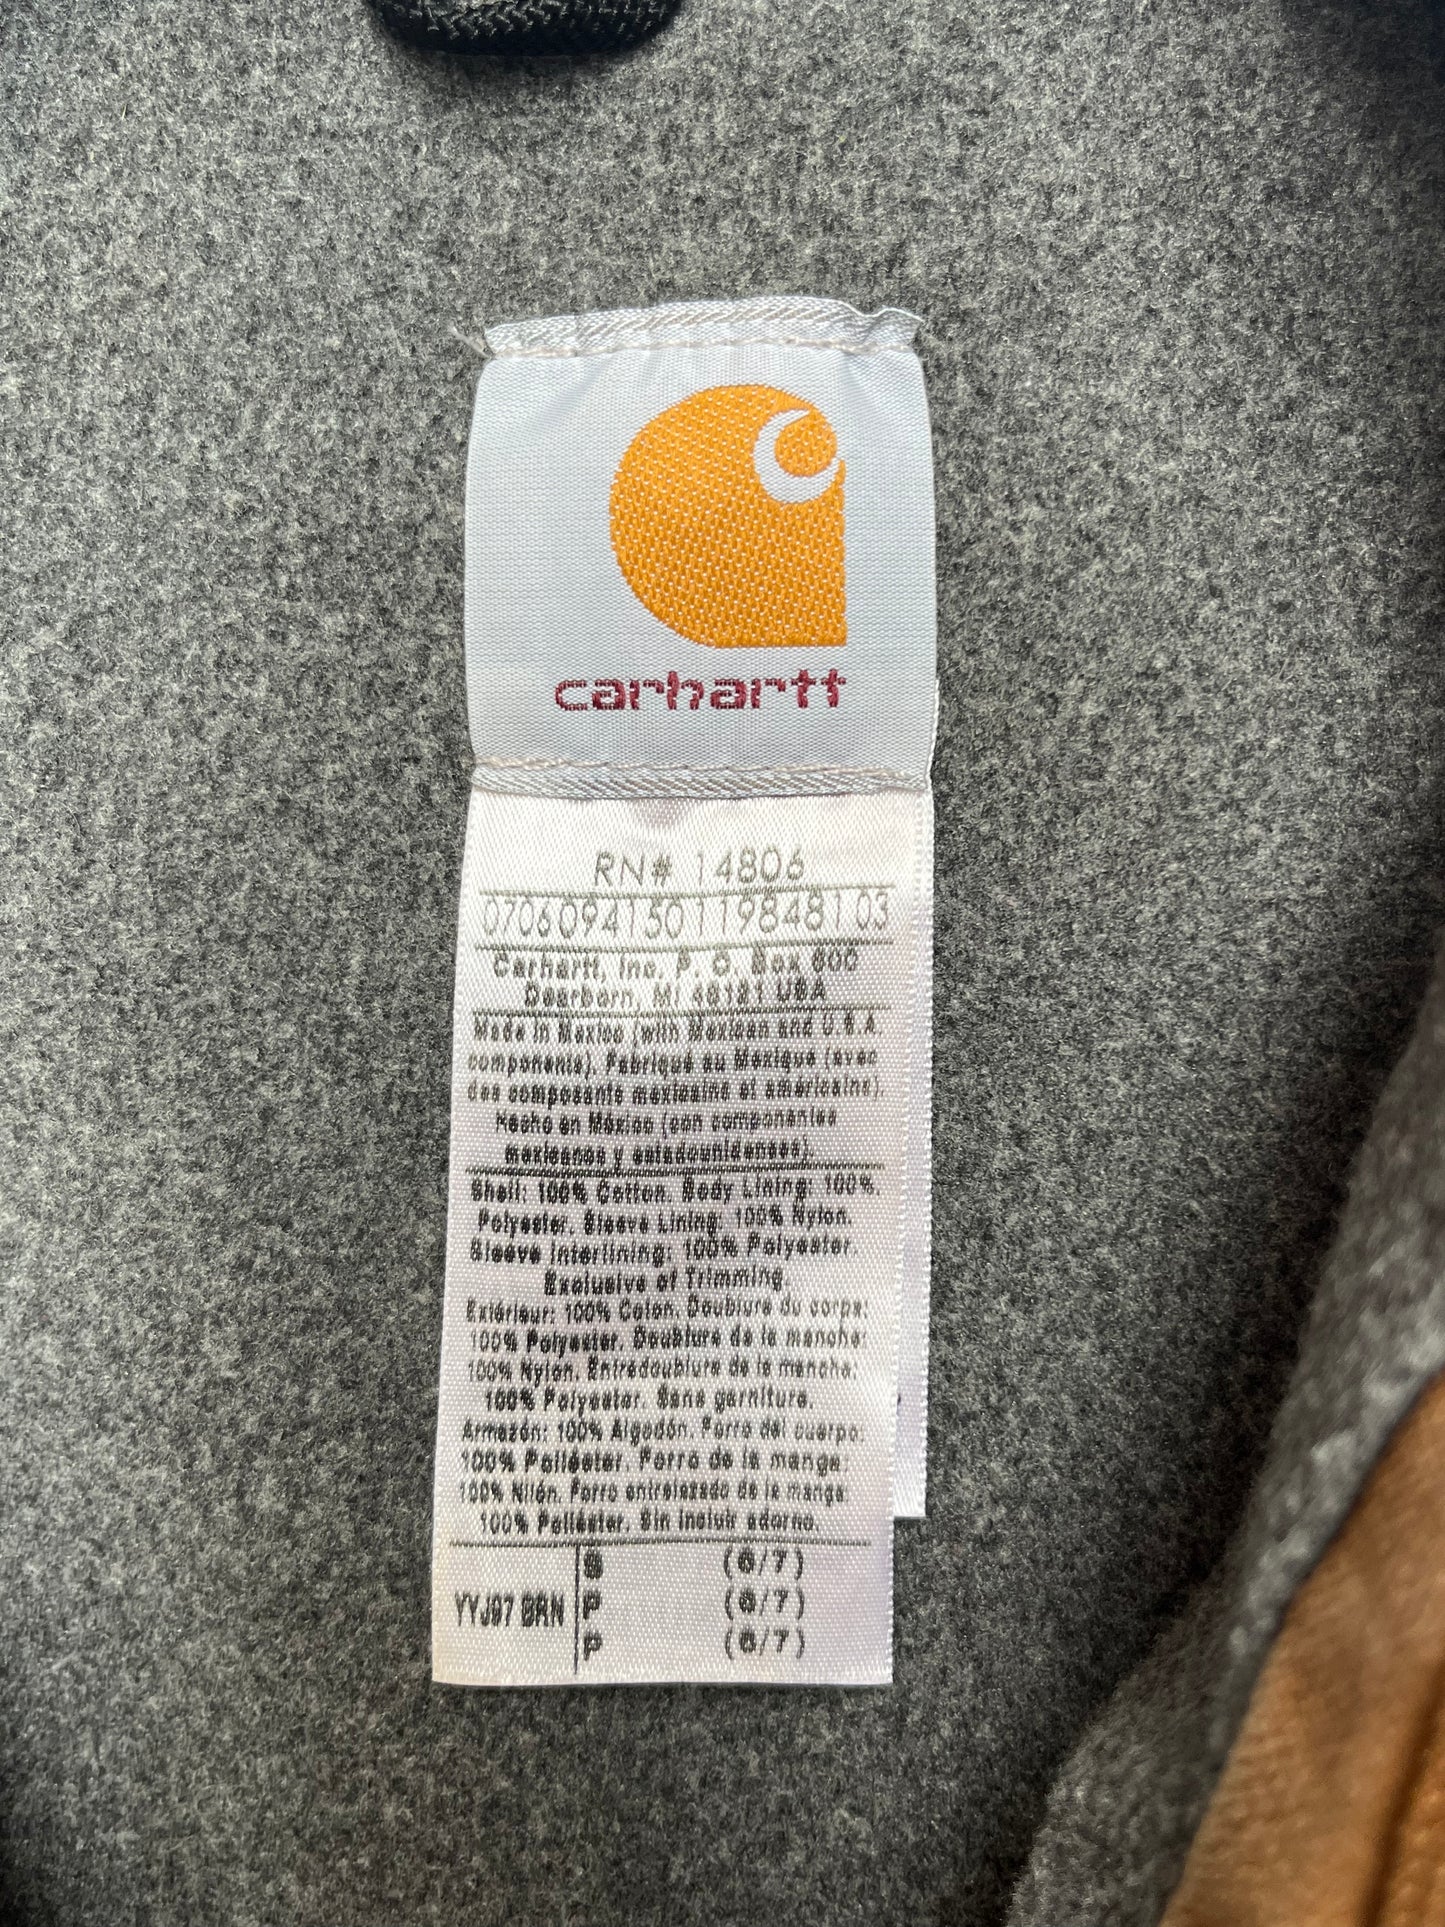 carhartt
RN# 14806
0706094150119848103
Carhartt, Inc. P. O. Box 600
Dearborn, MI 48121 USA
Made in Mexico (with Mexican and U.S.A
components). Fabriqué au Mexique (avec
des composants mexicains et américains).
Hecho en México (con componentes
mexicanos y estadounidenses).
Shell: 100% Cotton. Body Lining: 100%.
Polyester. Sleeve Lining: 100% Nylon.
Sleeve Interlining: 100% Polyester.
Exclusive of Trimming.
Extérieur: 100% Coton. Doublure du corps:
100% Polyester. Doublure de la manche:
100% Nylon. Entredoublure de la manche:
100% Polyester. Sans garniture.
Armazón: 100% Algodón. Forro del cuerpo:
100% Poliéster. Forro de la manga:
100% Nilón. Forro entrelazado de la manga:
100% Poliéster. Sin incluir adorno.
S (6/7)
YYJ97 BRN P (6/7)
P (6/7)